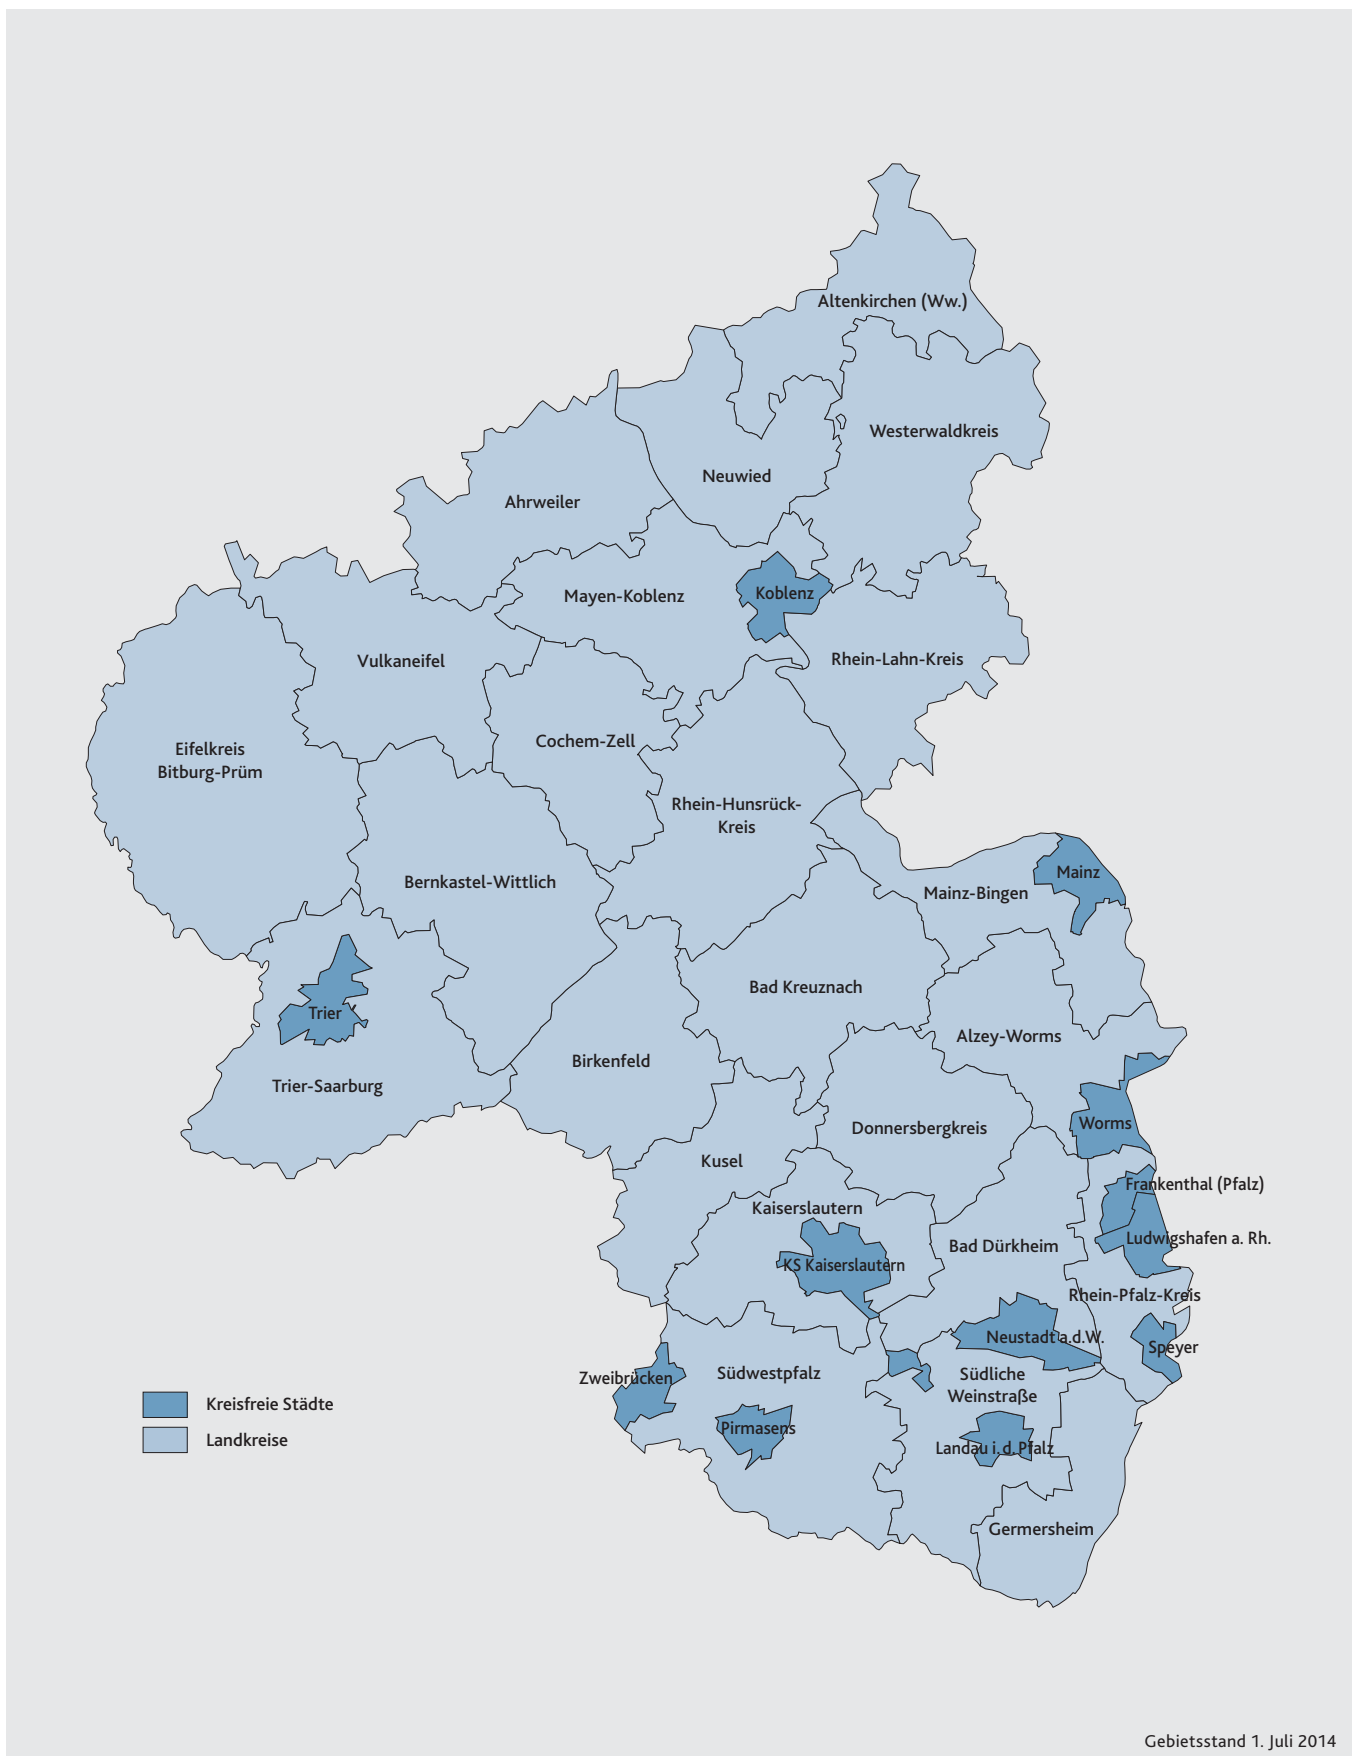 Altenkirchen (Ww.)
Westerwaldkreis
Neuwied
Ahrweiler
Mayen-Koblenz
Koblenz
Vulkaneifel
Rhein-Lahn-Kreis
Cochem-Zell
Eifelkreis
Bitburg-Prüm
Rhein-Hunsrück-
Kreis
Mainz
Bernkastel-Wittlich
Mainz-Bingen
Bad Kreuznach
Trier
Alzey-Worms
Birkenfeld
Trier-Saarburg
Worms
Donnersbergkreis
Kusel
Frankenthal (Pfalz)
Kaiserslautern
Ludwigshafen a. Rh.
Bad Dürkheim
KS Kaiserslautern
Rhein-Pfalz-Kreis
Neustadt a.d.W.
Speyer
Zweibrücken
Südwestpfalz
Südliche
Weinstraße
Pirmasens
Landau i. d. Pfalz
Germersheim
Kreisfreie Städte
Landkreise
Gebietsstand 1. Juli 2014